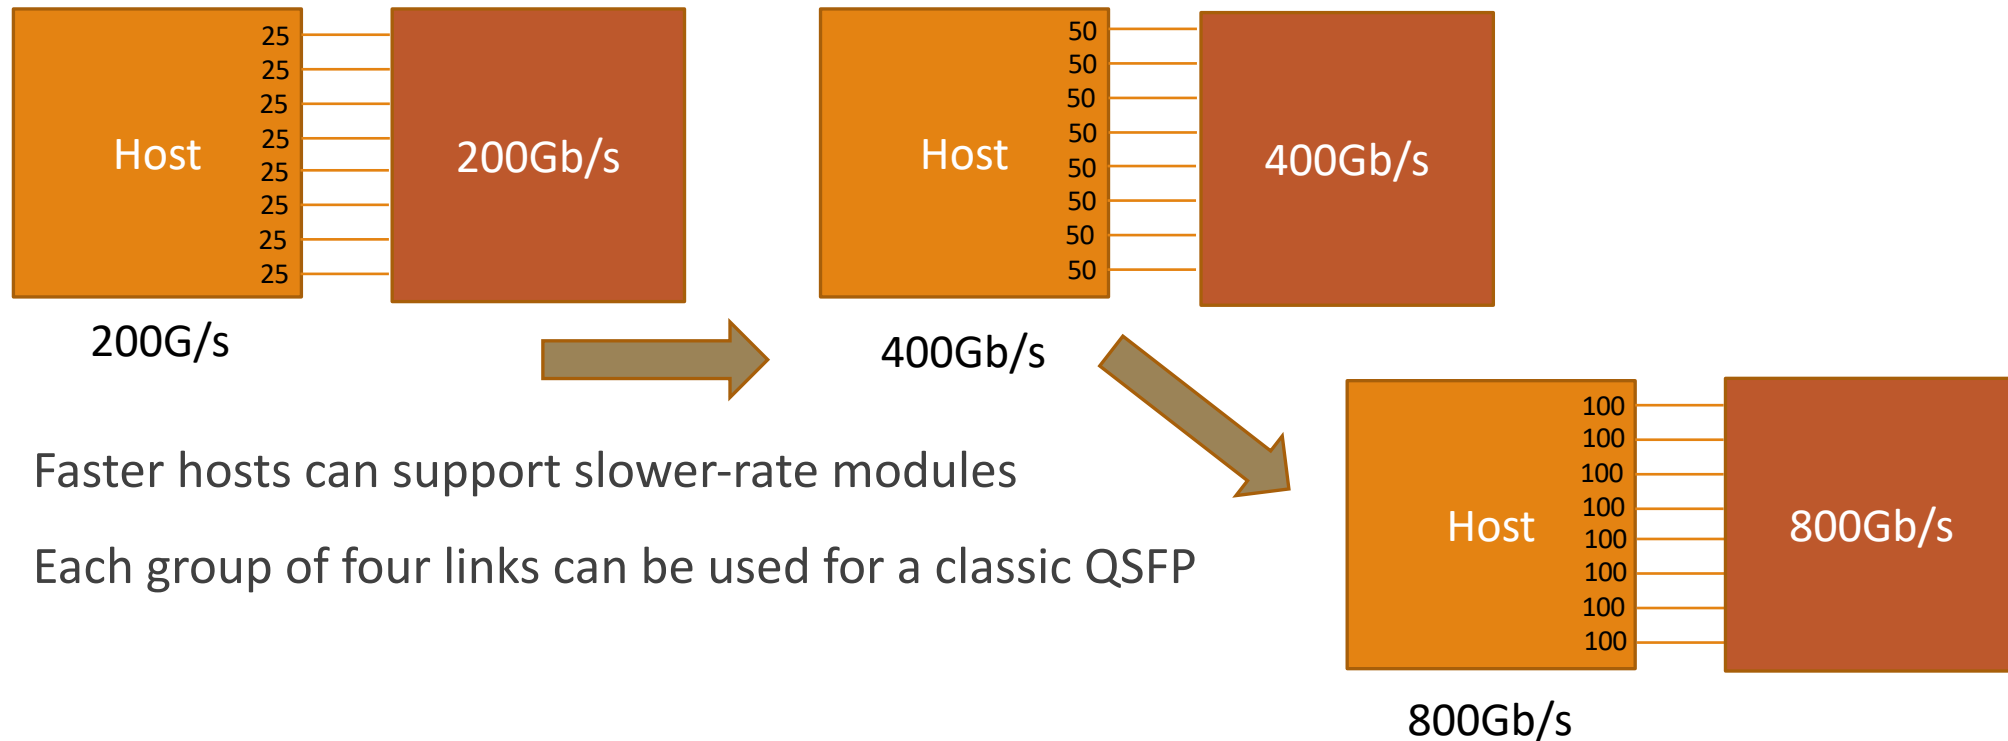 25
25
25
25
25
25
25
25
Host
200Gb/s
200G/s
50
50
50
50
50
50
50
50
Host
400Gb/s
400Gb/s
Faster hosts can support slower-rate modules
Each group of four links can be used for a classic QSFP
100
100
100
100
100
100
100
100
Host
800Gb/s
800Gb/s